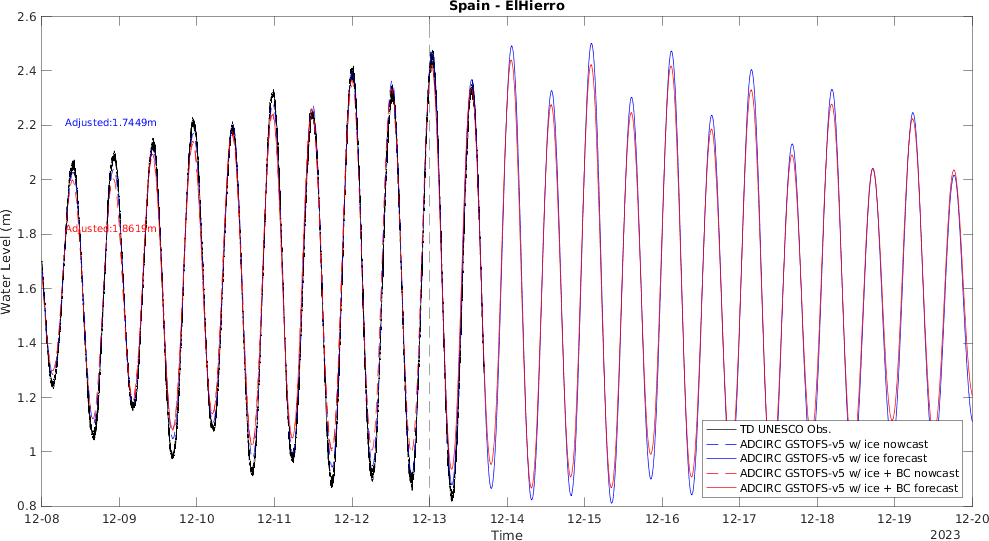 Spain - ElHierro
2.6
2.4
2.2
2
1.8
1.6
1.4
1.2
1
0.8
Water Level (m)
Adjusted:1.7449m
Adjusted:1.8619m
TD UNESCO Obs.
ADCIRC GSTOFS-v5 w/ ice nowcast
ADCIRC GSTOFS-v5 w/ ice forecast
ADCIRC GSTOFS-v5 w/ ice + BC nowcast
ADCIRC GSTOFS-v5 w/ ice + BC forecast
12-08 12-09 12-10 12-11 12-12 12-13 12-14 12-15 12-16 12-17 12-18 12-19 12-20
Time
2023